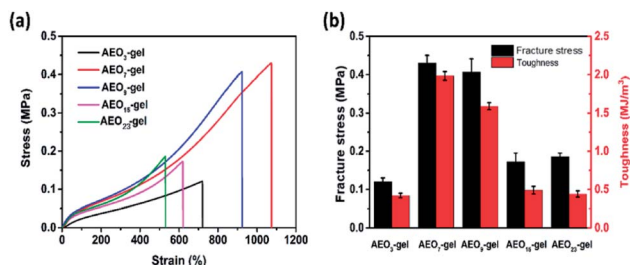 (a)
0.5
0.4
0.3
0.2
0.1
0.0
Stress (MPa)
AEO₃-gel
AEO₇-gel
AEO₉-gel
AEO₁₅-gel
AEO₂₃-gel
0 200 400 600 800 1000 1200
Strain (%)
(b)
0.5
0.4
0.3
0.2
0.1
0.0
Fracture stress (MPa)
Fracture stress
Toughness
2.5
2.0
1.5
1.0
0.5
0.0
Toughness (MJ/m³)
AEO₃-gel AEO₇-gel AEO₉-gel AEO₁₅-gel AEO₂₃-gel